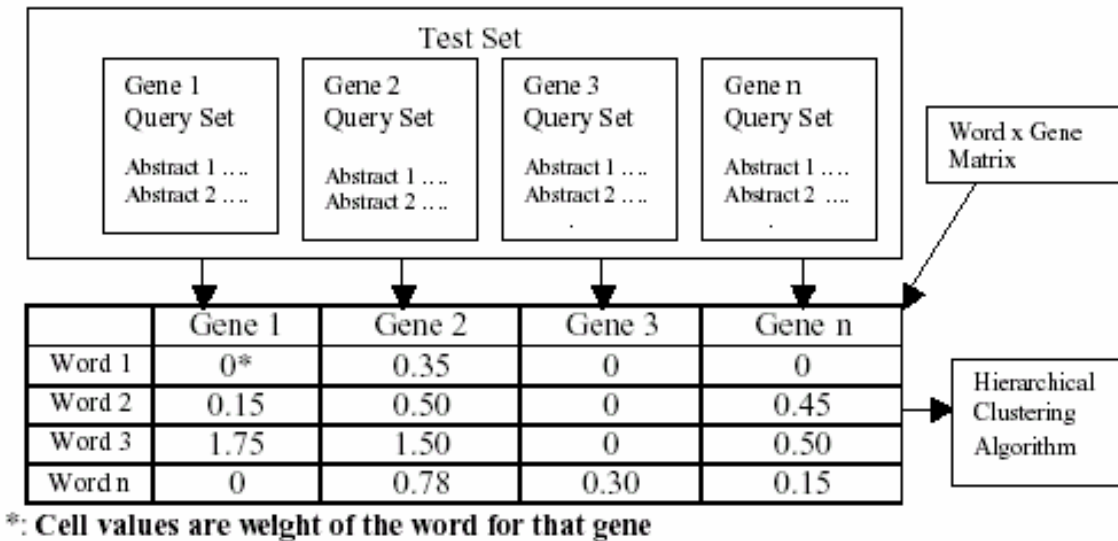 Test Set
Gene 1
Query Set
Abstract 1 ....
Abstract 2 ....
Gene 2
Query Set
Abstract 1 ....
Abstract 2 ....
Gene 3
Query Set
Abstract 1 ....
Abstract 2 ....
.
Gene n
Query Set
Abstract 1 ....
Abstract 2 ....
.
Word x Gene
Matrix
Gene 1 Gene 2 Gene 3 Gene n
Word 1 0* 0.35 0 0
Word 2 0.15 0.50 0 0.45
Word 3 1.75 1.50 0 0.50
Word n 0 0.78 0.30 0.15
Hierarchical
Clustering
Algorithm
*: Cell values are weight of the word for that gene